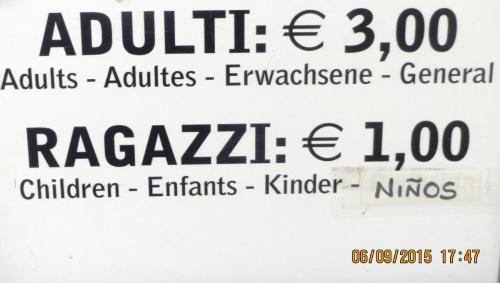 ADULTI: € 3,00
Adults - Adultes - Erwachsene - General
RAGAZZI: € 1,00
Children - Enfants - Kinder - NIÑOS
06/09/2015 17:47